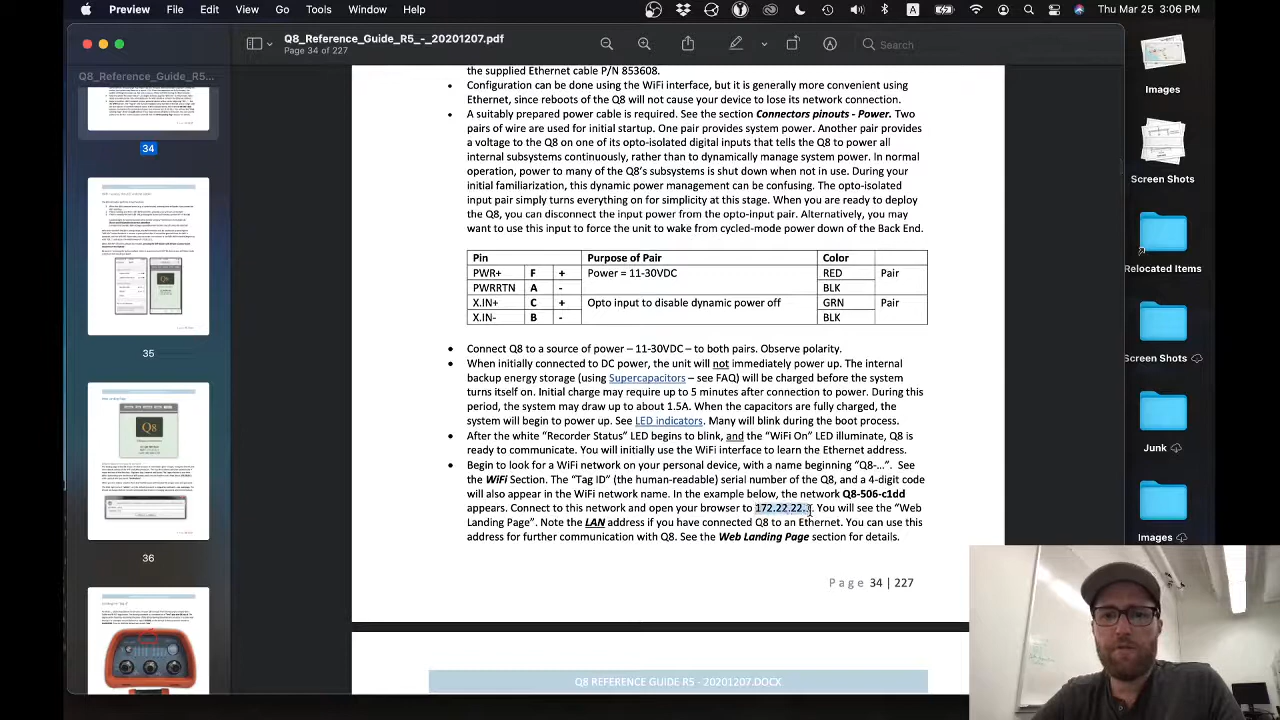 Preview File Edit View Go Tools Window Help Thu Mar 25 3:06 PM
Q8_Reference_Guide_R5_-_20201207.pdf
Page 34 of 227
Search
Q8_Reference_Guide_R5...
34
35
36
the supplied Ethernet cable P/N 853608.
• Configuration can be done using the WiFi interface, but it is generally more convenient using
Ethernet, since it is faster and will not cause your device to lose its internet connection.
• A suitably prepared power cable is required. See the section Connectors pinouts - Power. Two
pairs of wire are used for initial startup. One pair provides system power. Another pair provides
a voltage to the Q8 external opto-isolated digital input that tells the Q8 to power all
internal subsystems continuously, rather than to dynamically manage system power. In normal
operation, power to many of the Q8's subsystems is shut down when not in use. During your
initial familiarization, the dynamic power management can be confusing, so the opto isolated
input pair is used to disable it for simplicity at this stage. When you are ready to deploy
the Q8, you can disconnect the input power from the opto input pair. Alternatively, you may
want to use this input to force the unit to wake from cycled-mode power down to do Back End.
Pin Purpose of Pair Color
PWR+ F - Power = 11-30VDC RED Pair
PWRRTN A - BLK
X.IN+ C - Opto input to disable dynamic power off GRN Pair
X.IN- B - BLK
• Connect Q8 to a source of power – 11-30VDC – to both pairs. Observe polarity.
• When initially connected to DC power, the unit will not immediately power up. The internal
backup energy storage (using Supercapacitors – see FAQ) will be charged before the system
turns itself on. Initial charge may require up to 5 minutes after connection to power. During this
period, the system may draw up to about 1.5A. When the capacitors are fully charged, the
system will begin to power up. See LED indicators. Many will blink during the boot process.
• After the white "Recorder Status" LED begins to blink, and the "WiFi On" LED illuminate, Q8 is
ready to communicate. You will initially use the WiFi interface to learn the Ethernet address.
• Begin to look for a WiFi network on your personal device with a name similar to "Q8-…" See
the WiFi section. The property tag (human-readable) serial number of the Q8 and a short code
will also appear in the WiFi network name. In the example below, the network Q8-506-c1dd
appears. Connect to that network and open your browser to 172.22.22.1. You will see the "Web
Landing Page". Note the LAN address if you have connected Q8 to an Ethernet. You can use this
address for further communication with Q8. See the Web Landing Page section for details.
Page 34 | 227
Q8 REFERENCE GUIDE R5 - 20201207.DOCX
Images
Screen Shots
Relocated Items
Screen Shots
Junk
Images